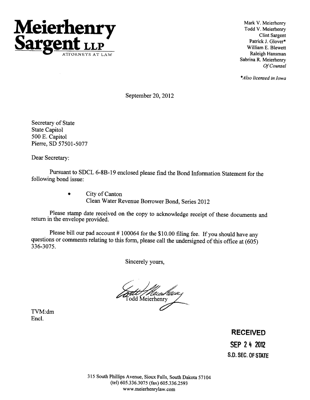 Meierhenry
Sargent LLP
ATTORNEYS AT LAW
Mark V. Meierhenry
Todd V. Meierhenry
Clint Sargent
Patrick J. Glover*
William E. Blewett
Raleigh Hansman
Sabrina R. Meierhenry
Of Counsel
*Also licensed in Iowa
September 20, 2012
Secretary of State
State Capitol
500 E. Capitol
Pierre, SD 57501-5077
Dear Secretary:
Pursuant to SDCL 6-8B-19 enclosed please find the Bond Information Statement for the
following bond issue:
• City of Canton
Clean Water Revenue Borrower Bond, Series 2012
Please stamp date received on the copy to acknowledge receipt of these documents and
return in the envelope provided.
Please bill our pad account # 100064 for the $10.00 filing fee. If you should have any
questions or comments relating to this form, please call the undersigned of this office at (605)
336-3075.
Sincerely yours,
Todd Meierhenry
Todd Meierhenry
TVM:dm
Encl.
RECEIVED
SEP 24 2012
S.D. SEC. OF STATE
315 South Phillips Avenue, Sioux Falls, South Dakota 57104
(tel) 605.336.3075 (fax) 605.336.2593
www.meierhenrylaw.com